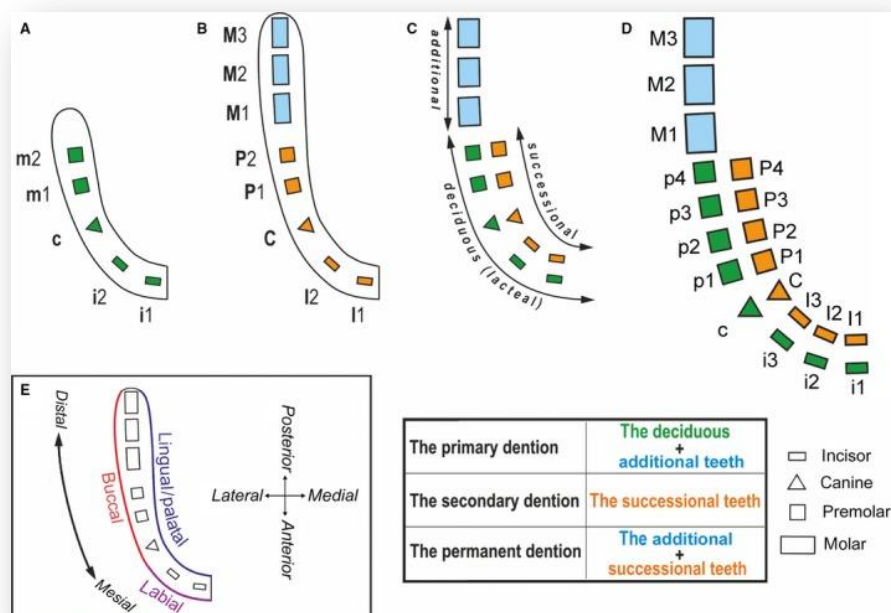 A
m2
m1
c
i2
i1
B
M3
M2
M1
P2
P1
C
I2
I1
C
additional
successional
deciduous (lacteal)
D
M3
M2
M1
p4
P4
p3
P3
p2
P2
p1
P1
C
c
I3
I2
I1
i3
i2
i1
E
Distal
Mesial
Buccal
Lingual/palatal
Labial
Posterior
Lateral
Medial
Anterior
The primary dention
The deciduous
+
additional teeth
The secondary dention
The successional teeth
The permanent dention
The additional
+
successional teeth
Incisor
Canine
Premolar
Molar